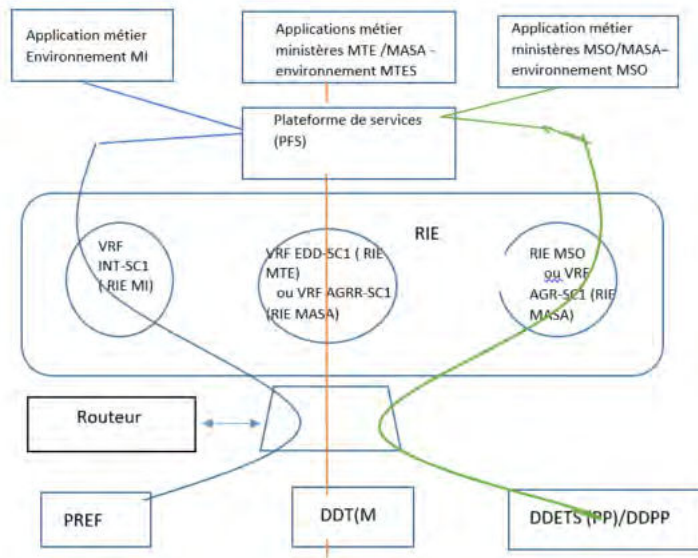 Application métier
Environnement MI
Applications métier
ministères MTE /MASA -
environnement MTES
Application métier
ministères MSO/MASA–
environnement MSO
Plateforme de services
(PFS)
RIE
VRF
INT-SC1
( RIE MI)
VRF EDD-SC1 ( RIE
MTE)
ou VRF AGRR-SC1
(RIE MASA)
RIE MSO
ou VRF
AGR-SC1 (RIE
MASA)
Routeur
PREF
DDT(M
DDETS (PP)/DDPP